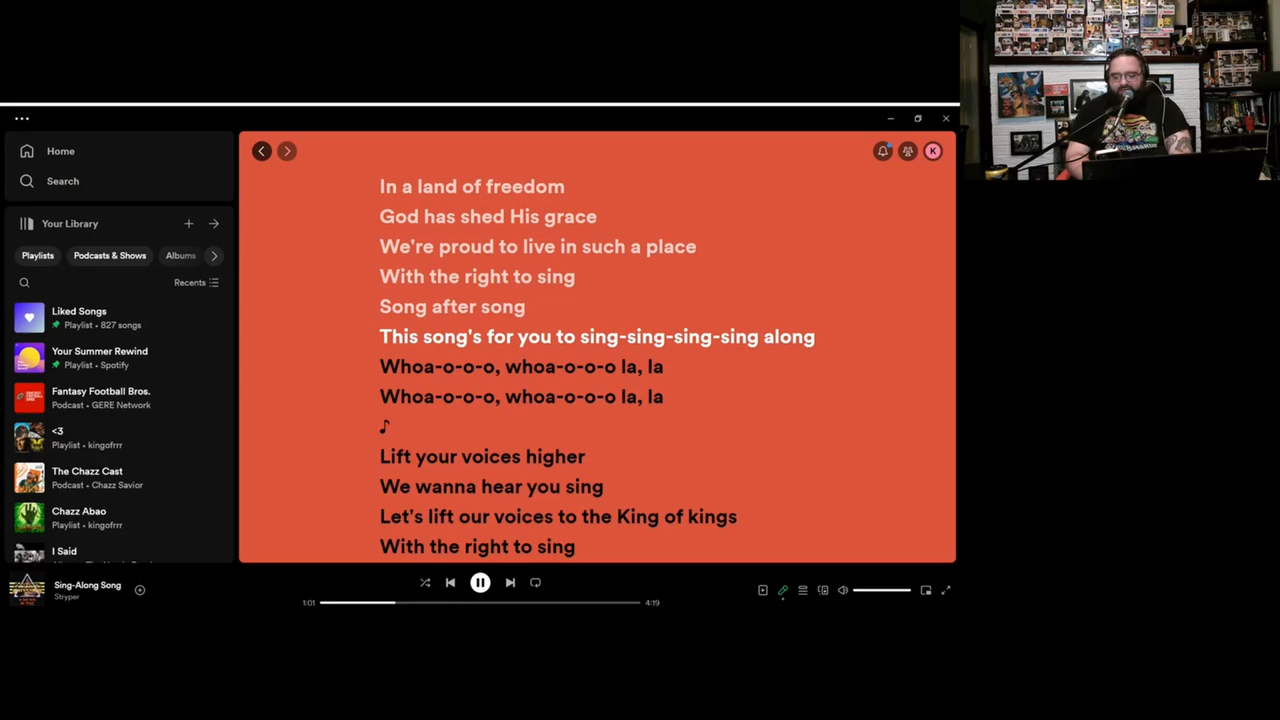 Home
Search
Your Library
Playlists
Podcasts & Shows
Albums
Recents
Liked Songs
Playlist • 827 songs
Your Summer Rewind
Playlist • Spotify
Fantasy Football Bros.
Podcast • GERE Network
<3
Playlist • kingofrrr
The Chazz Cast
Podcast • Chazz Savior
Chazz Abao
Playlist • kingofrrr
I Said
K
In a land of freedom
God has shed His grace
We're proud to live in such a place
With the right to sing
Song after song
This song's for you to sing-sing-sing-sing along
Whoa-o-o-o, whoa-o-o-o la, la
Whoa-o-o-o, whoa-o-o-o la, la
♪
Lift your voices higher
We wanna hear you sing
Let's lift our voices to the King of kings
With the right to sing
Sing-Along Song
Stryper
1:01
4:19